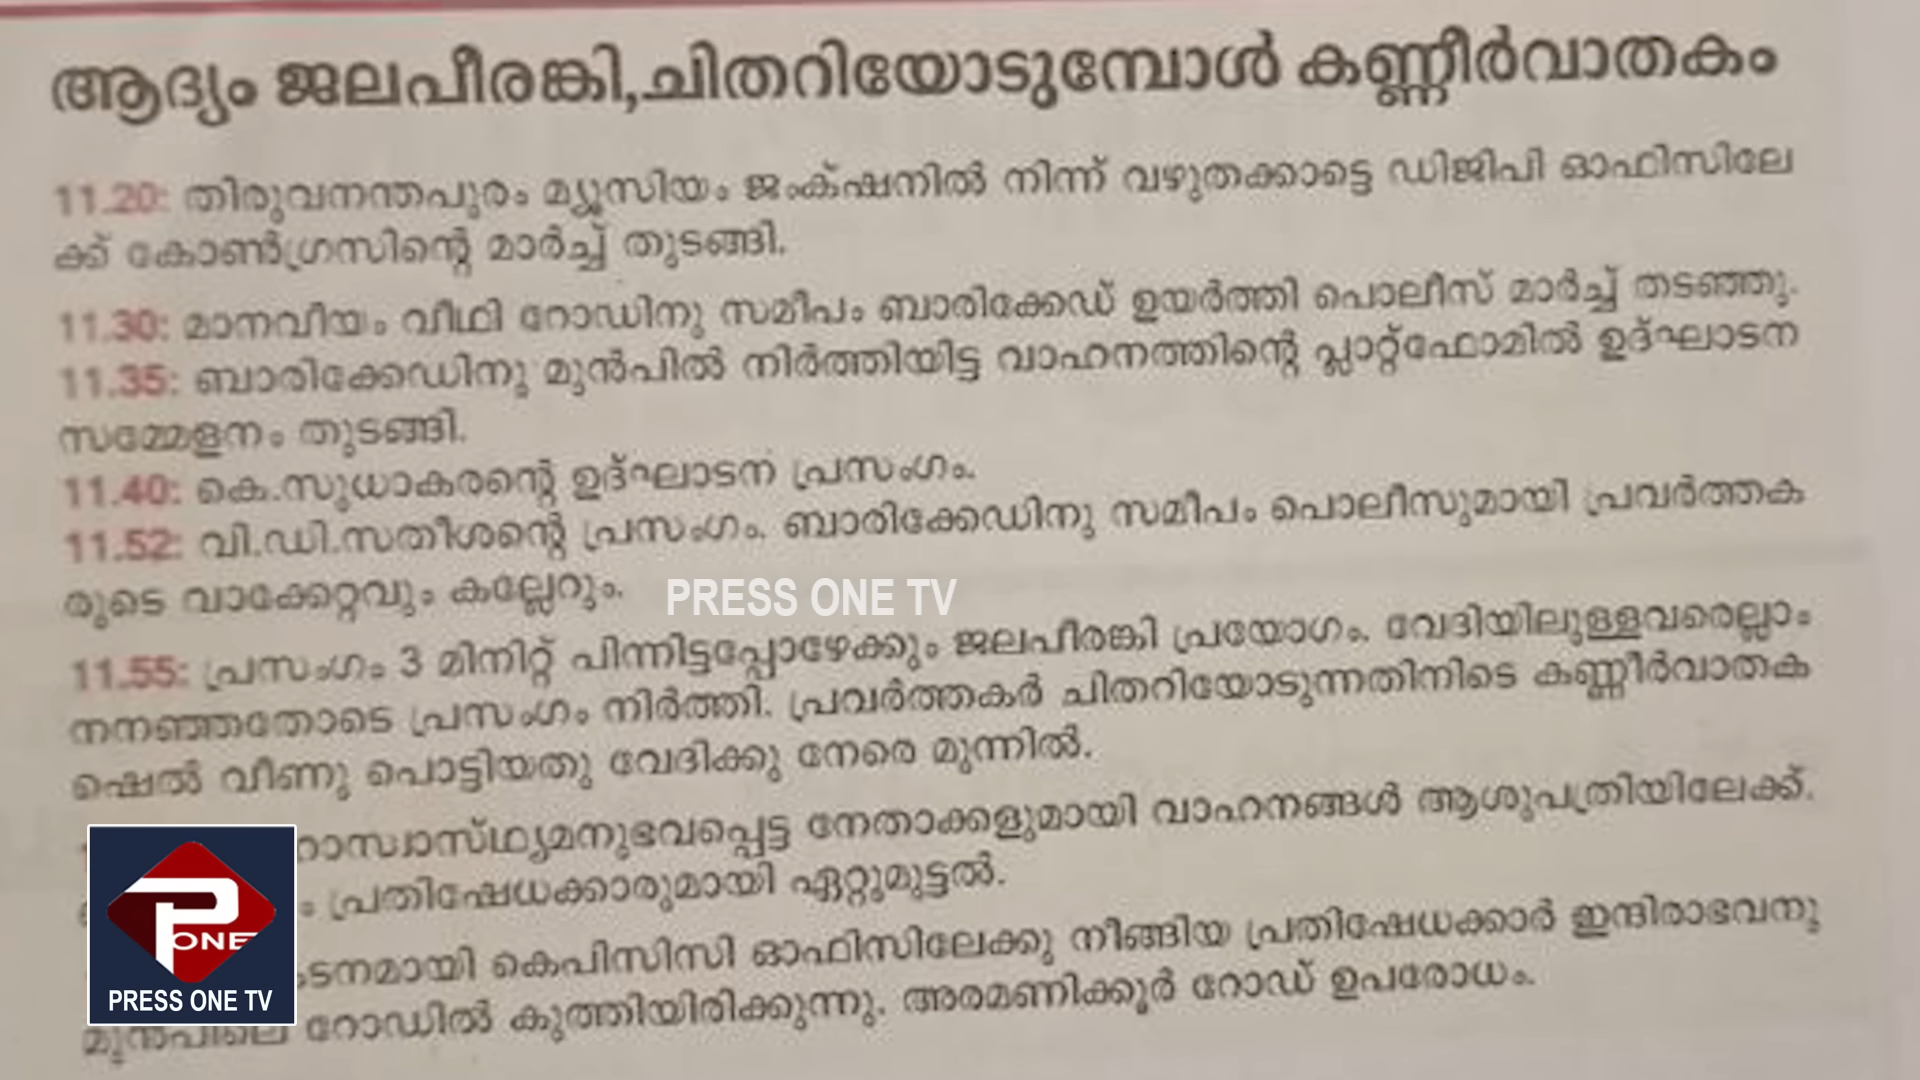 ആദ്യം ജലപീരങ്കി,ചിതറിയോടുമ്പോൾ കണ്ണീർവാതകം
11.20: തിരുവനന്തപുരം മ്യൂസിയം ജംക്‌ഷനിൽ നിന്ന് വഴുതക്കാട്ടെ ഡിജിപി ഓഫിസിലേ
ക്ക് കോൺഗ്രസിന്റെ മാർച്ച് തുടങ്ങി.
11.30: മാനവീയം വീഥി റോഡിനു സമീപം ബാരിക്കേഡ് ഉയർത്തി പൊലീസ് മാർച്ച് തടഞ്ഞു.
11.35: ബാരിക്കേഡിനു മുൻപിൽ നിർത്തിയിട്ട വാഹനത്തിന്റെ പ്ലാറ്റ്ഫോമിൽ ഉദ്ഘാടന
സമ്മേളനം തുടങ്ങി.
11.40: കെ.സുധാകരന്റെ ഉദ്ഘാടന പ്രസംഗം.
11.52: വി.ഡി.സതീശന്റെ പ്രസംഗം. ബാരിക്കേഡിനു സമീപം പൊലീസുമായി പ്രവർത്തക
രുടെ വാക്കേറ്റവും കല്ലേറും.
PRESS ONE TV
11.55: പ്രസംഗം 3 മിനിറ്റ് പിന്നിട്ടപ്പോഴേക്കും ജലപീരങ്കി പ്രയോഗം. വേദിയിലുള്ളവരെല്ലാം
നനഞ്ഞതോടെ പ്രസംഗം നിർത്തി. പ്രവർത്തകർ ചിതറിയോടുന്നതിനിടെ കണ്ണീർവാതക
ഷെൽ വീണു പൊട്ടിയതു വേദിക്കു നേരെ മുന്നിൽ.
റാസ്വാസ്ഥ്യമനുഭവപ്പെട്ട നേതാക്കളുമായി വാഹനങ്ങൾ ആശുപത്രിയിലേക്ക്.
പ്രതിഷേധക്കാരുമായി ഏറ്റുമുട്ടൽ.
ടനമായി കെപിസിസി ഓഫിസിലേക്കു നീങ്ങിയ പ്രതിഷേധക്കാർ ഇന്ദിരാഭവനു
മുൻപിലെ റോഡിൽ കുത്തിയിരിക്കുന്നു. അരമണിക്കൂർ റോഡ് ഉപരോധം.
P ONE
PRESS ONE TV